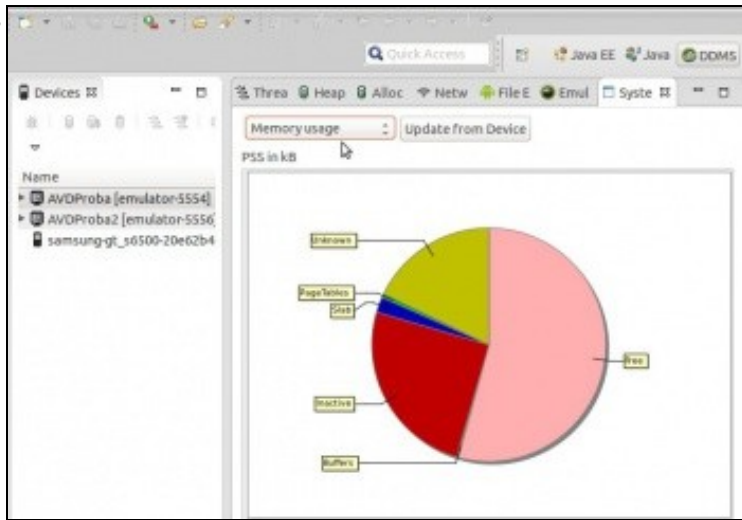 Quick Access
Java EE
Java
DDMS
Devices
Threa
Heap
Alloc
Netw
File E
Emul
Syste
Memory usage
Update from Device
PSS in kB
Name
AVDProba [emulator-5554]
AVDProba2 [emulator-5556]
samsung-gt_s6500-20e62b4
Unknown
PageTables
Slab
Free
Inactive
Buffers